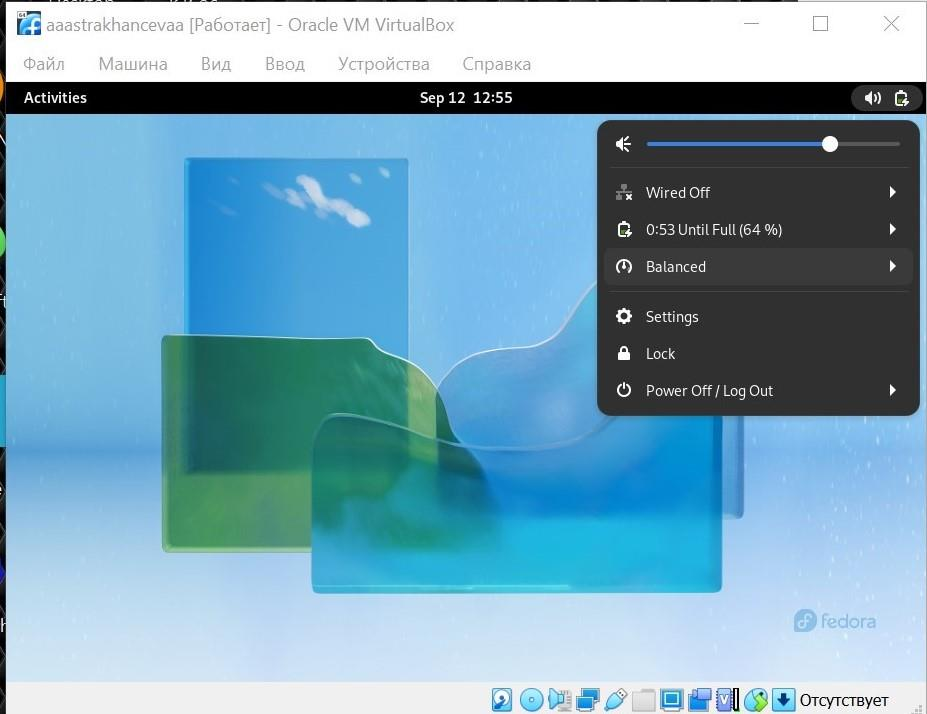 aaastrakhancevaa [Работает] - Oracle VM VirtualBox
Файл Машина Вид Ввод Устройства Справка
Activities Sep 12 12:55
Wired Off
0:53 Until Full (64 %)
Balanced
Settings
Lock
Power Off / Log Out
fedora
Отсутствует